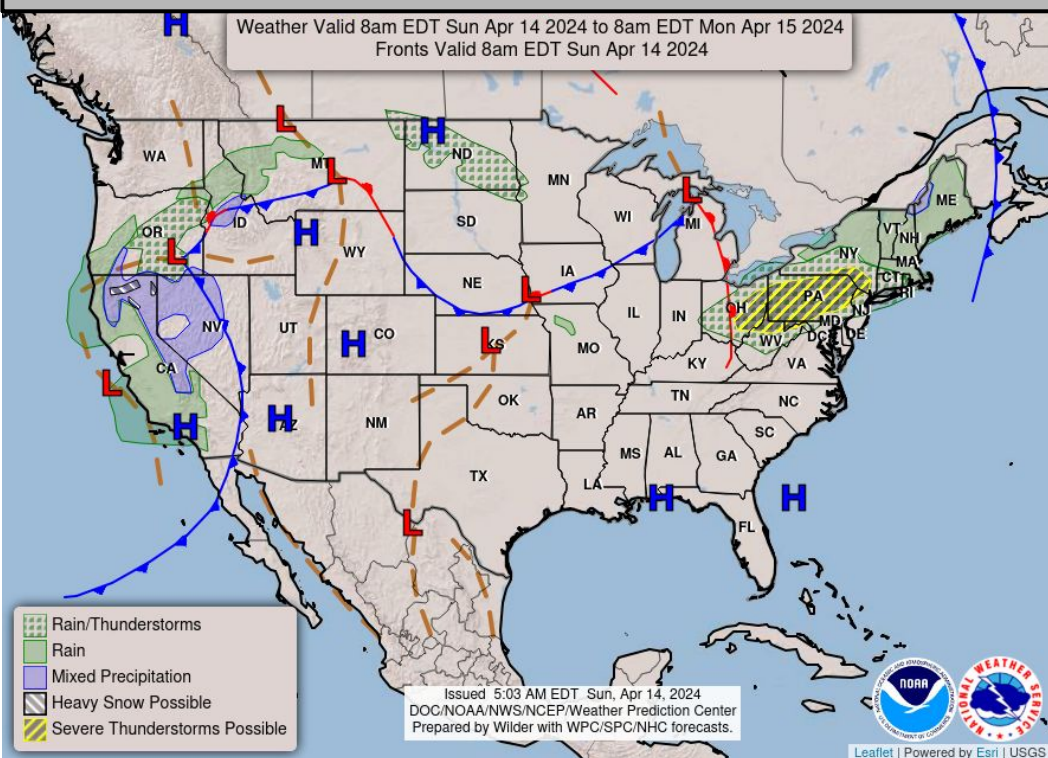 Weather Valid 8am EDT Sun Apr 14 2024 to 8am EDT Mon Apr 15 2024
Fronts Valid 8am EDT Sun Apr 14 2024
H
L
H
WA
MT
L
ND
MN
L
ME
OR
ID
H
SD
WI
MI
VT
NH
L
WY
NY
MA
CT
RI
NE
IA
L
PA
NV
UT
H
CO
L
KS
MO
IL
IN
OH
NJ
MD
DE
DC
WV
VA
KY
CA
L
H
H
AZ
NM
OK
AR
TN
NC
SC
TX
LA
MS
AL
GA
H
H
L
FL
Rain/Thunderstorms
Rain
Mixed Precipitation
Heavy Snow Possible
Severe Thunderstorms Possible
Issued 5:03 AM EDT Sun, Apr 14, 2024
DOC/NOAA/NWS/NCEP/Weather Prediction Center
Prepared by Wilder with WPC/SPC/NHC forecasts.
NOAA
NATIONAL WEATHER SERVICE
Leaflet | Powered by Esri | USGS